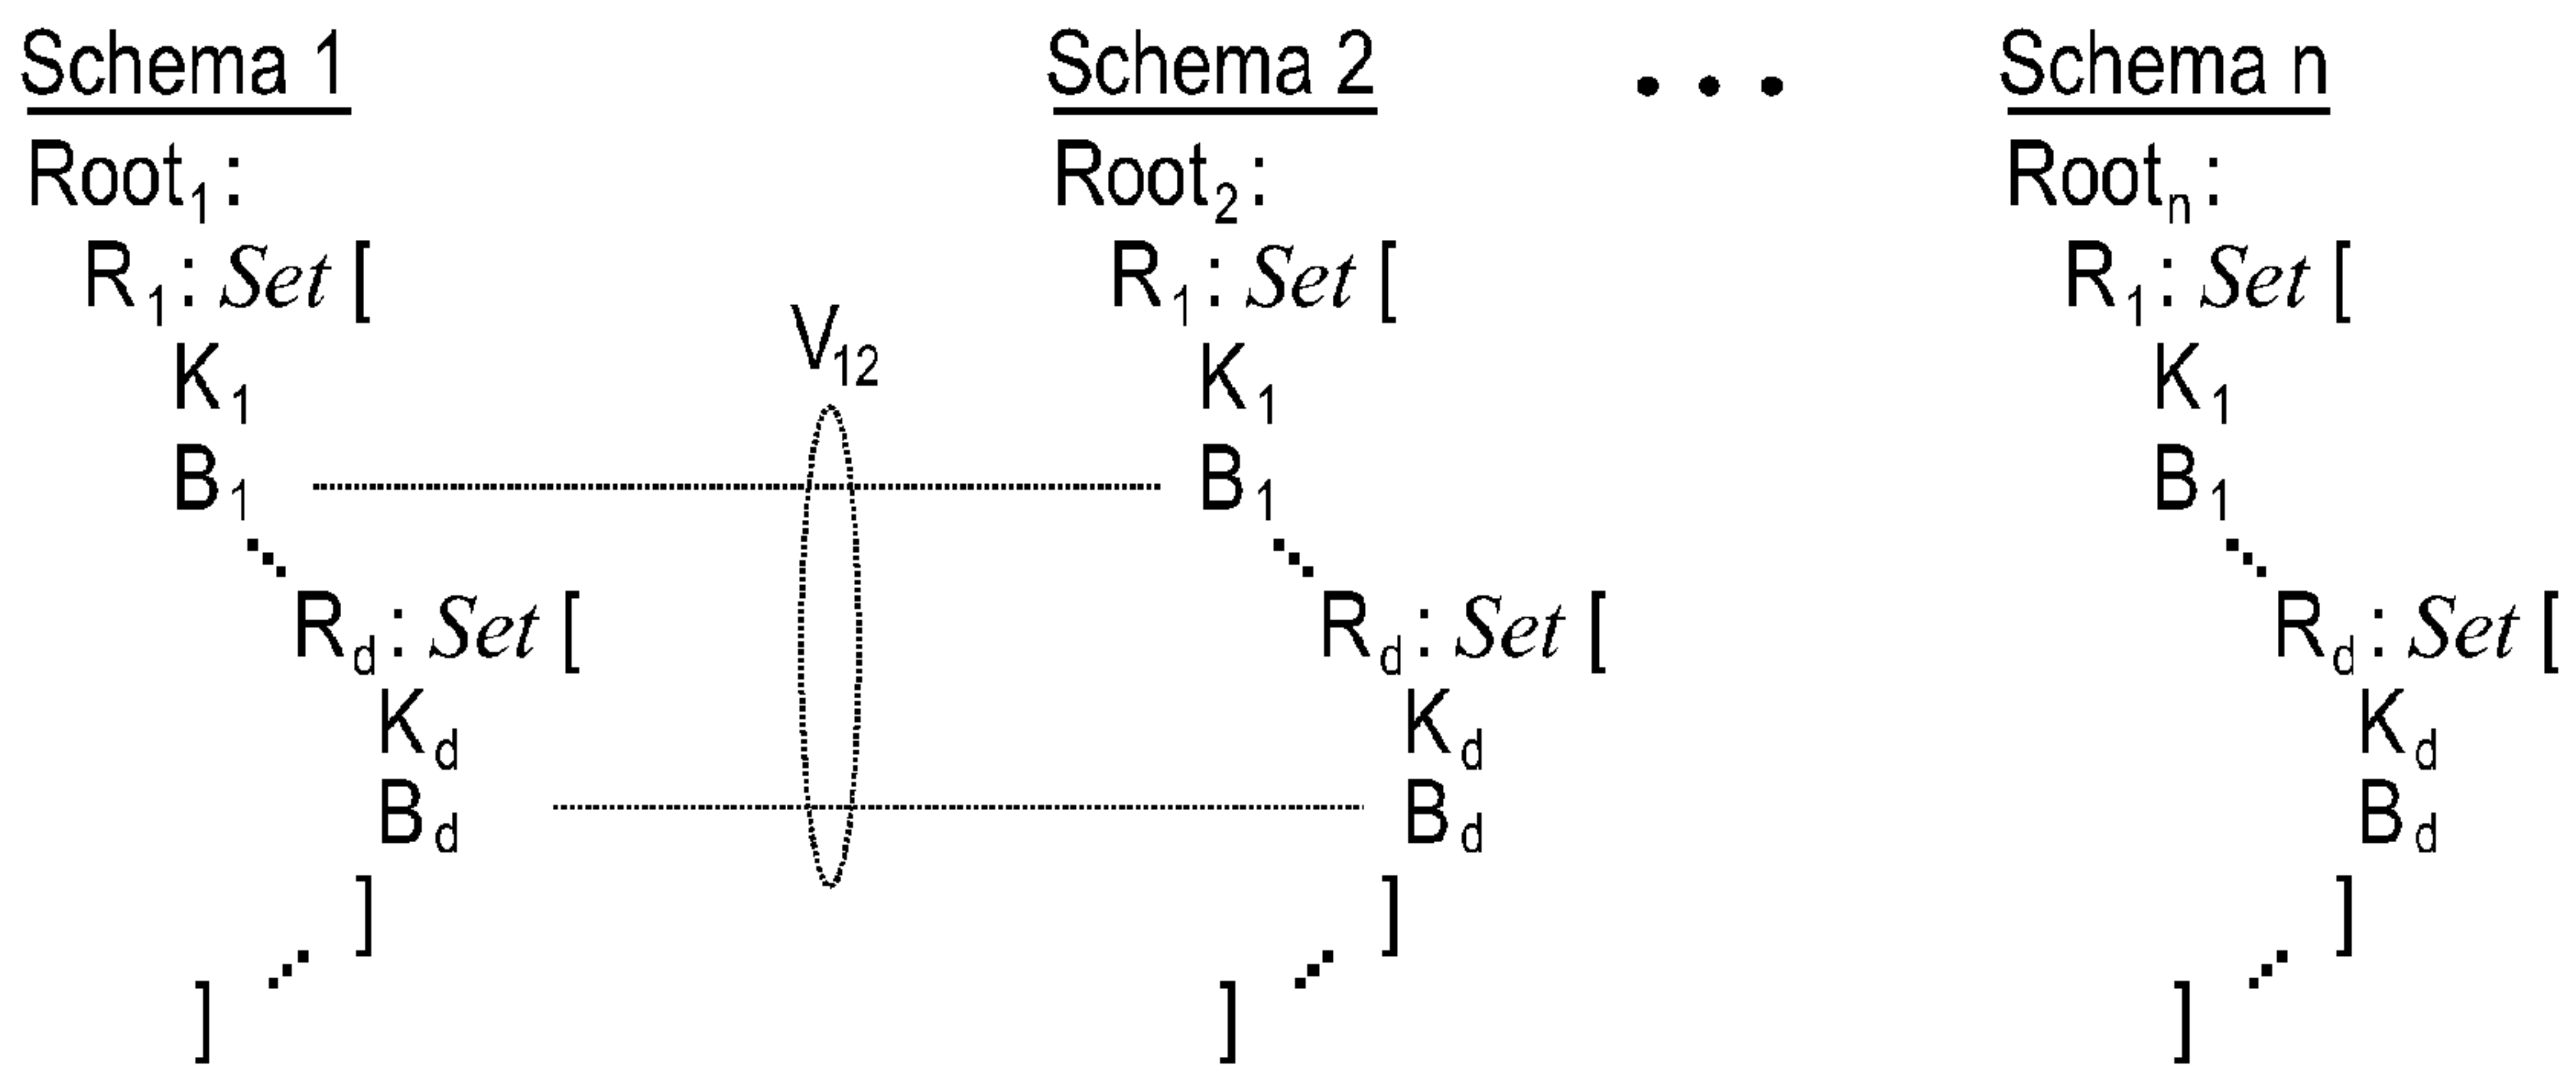 Schema 1 Schema 2 • • • Schema n
Root₁: Root₂: Rootₙ:
R₁: Set [ R₁: Set [ R₁: Set [
V₁₂
K₁ K₁ K₁
B₁ B₁ B₁
⋱ ⋱ ⋱
R_d: Set [ R_d: Set [ R_d: Set [
K_d K_d K_d
B_d B_d B_d
] ] ]
⋰ ⋰ ⋰
] ] ]